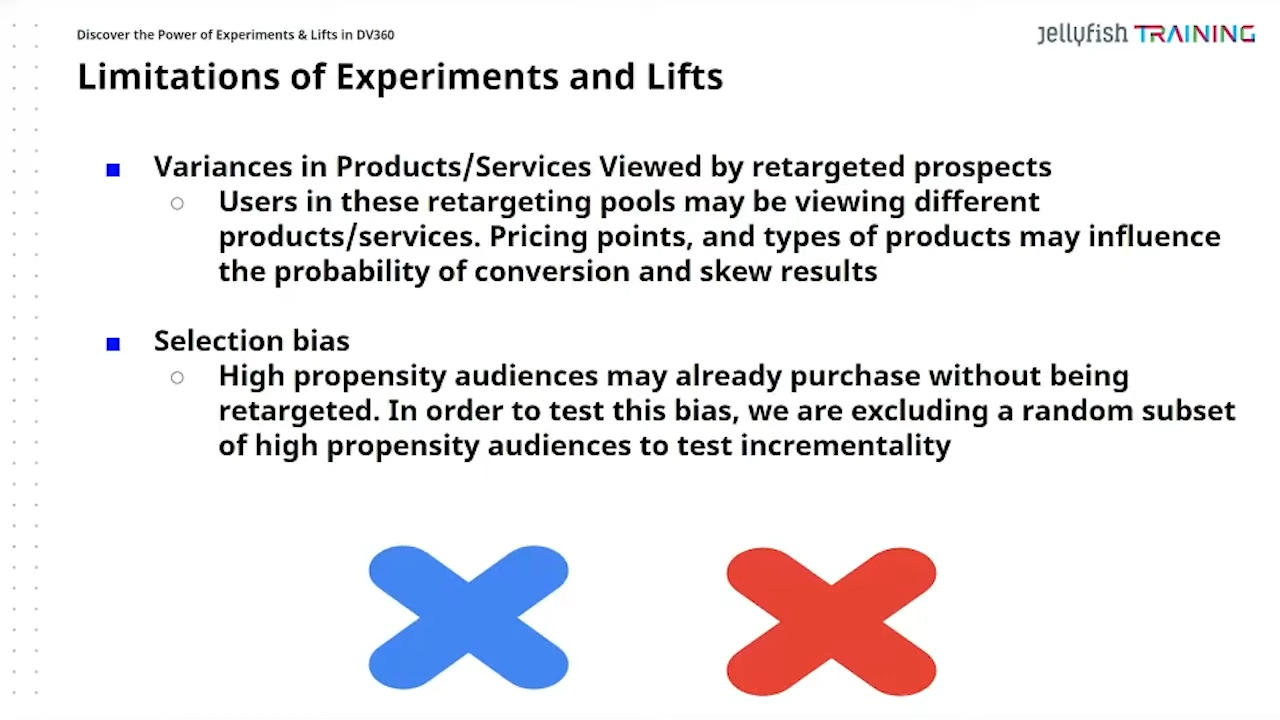 Discover the Power of Experiments & Lifts in DV360
jellyfish TRAINING
Limitations of Experiments and Lifts
Variances in Products/Services Viewed by retargeted prospects
Users in these retargeting pools may be viewing different
products/services. Pricing points, and types of products may influence
the probability of conversion and skew results
Selection bias
High propensity audiences may already purchase without being
retargeted. In order to test this bias, we are excluding a random subset
of high propensity audiences to test incrementality